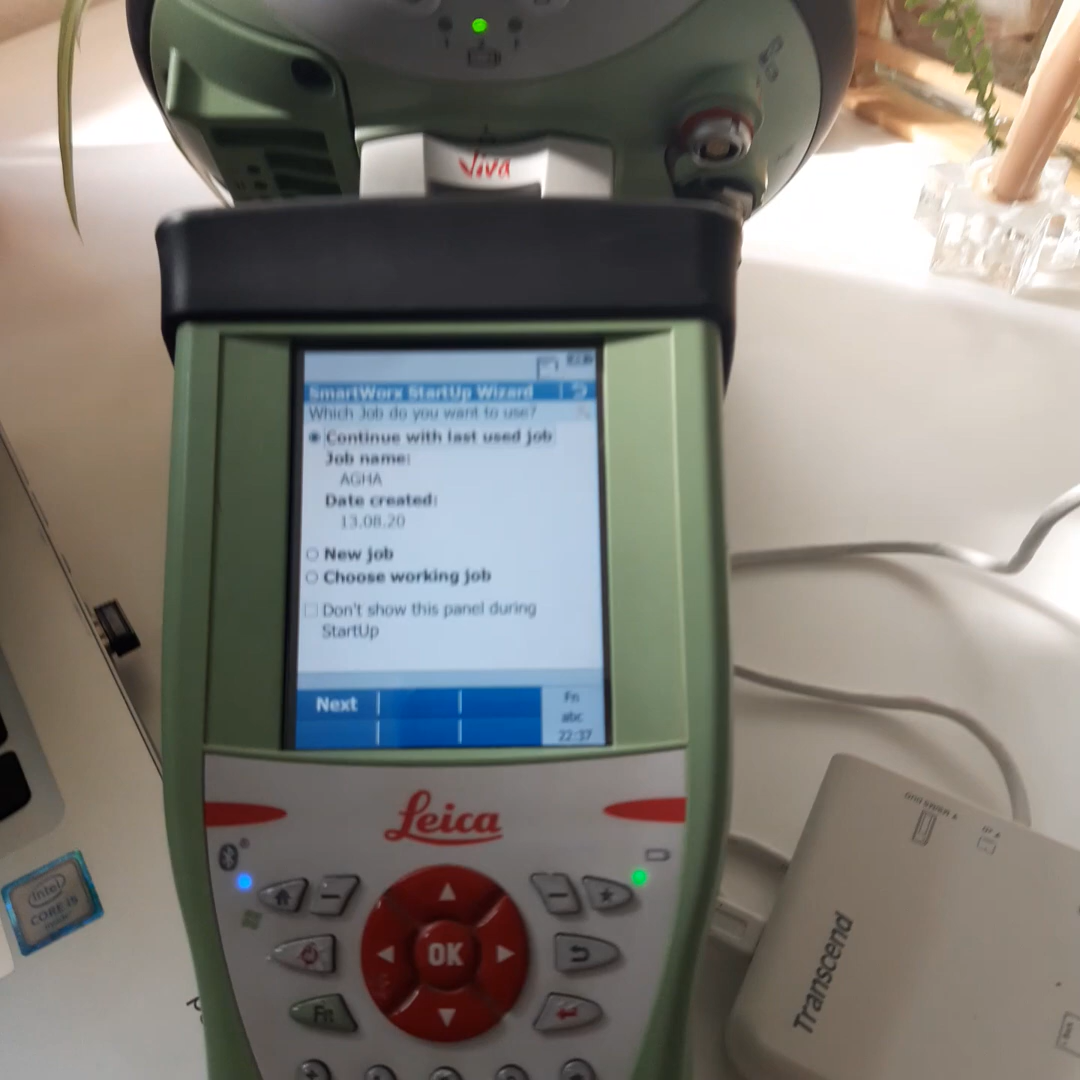 viva
SmartWorx StartUp Wizard
Which Job do you want to use?
Continue with last used job
Job name:
AGHA
Date created:
13.08.20
New job
Choose working job
Don't show this panel during
StartUp
Next
Fn
abc
22:37
Leica
OK
Fn
intel
CORE i5
inside
Transcend